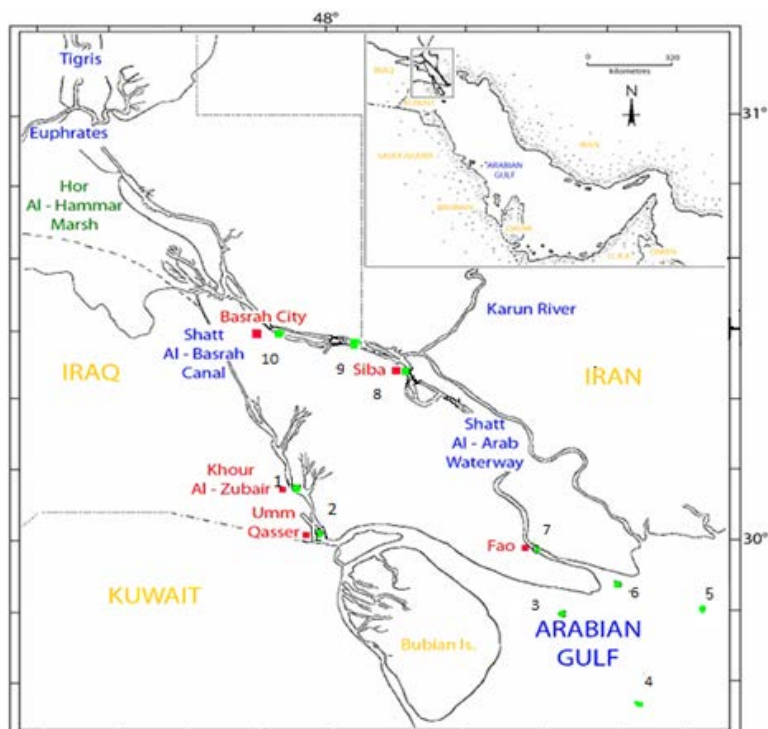 48°
Tigris
Euphrates
Hor
Al - Hammar
Marsh
0 320
kilometres
N
31°
IRAQ
KUWAIT
IRAN
SAUDI ARABIA
ARABIAN
GULF
BAHRAIN
QATAR
U.A.E
OMAN
Karun River
Basrah City
Shatt
Al - Basrah
Canal
10
9
Siba
8
IRAQ
IRAN
Shatt
Al - Arab
Waterway
Khour
Al - Zubair
1
2
Umm
Qasser
Fao
7
30°
KUWAIT
3
6
5
ARABIAN
GULF
Bubian Is.
4